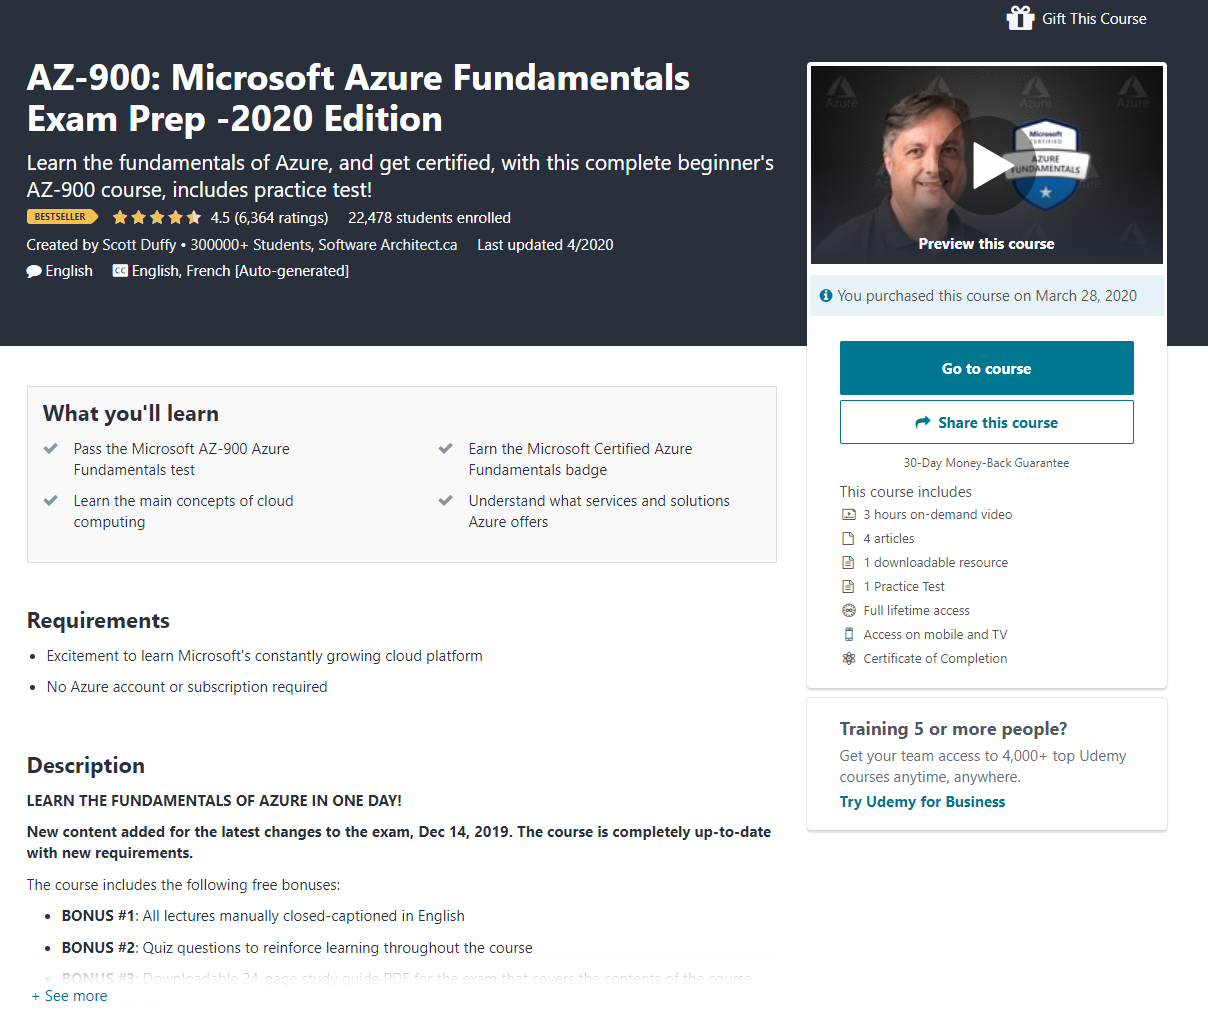 Gift This Course
AZ-900: Microsoft Azure Fundamentals
Exam Prep -2020 Edition
Learn the fundamentals of Azure, and get certified, with this complete beginner's
AZ-900 course, includes practice test!
BESTSELLER 4.5 (6,364 ratings) 22,478 students enrolled
Created by Scott Duffy • 300000+ Students, Software Architect.ca Last updated 4/2020
English CC English, French [Auto-generated]
Azure Azure Azure Azure
Microsoft
CERTIFIED
AZURE
FUNDAMENTALS
Preview this course
You purchased this course on March 28, 2020
Go to course
Share this course
30-Day Money-Back Guarantee
This course includes
3 hours on-demand video
4 articles
1 downloadable resource
1 Practice Test
Full lifetime access
Access on mobile and TV
Certificate of Completion
Training 5 or more people?
Get your team access to 4,000+ top Udemy
courses anytime, anywhere.
Try Udemy for Business
What you'll learn
Pass the Microsoft AZ-900 Azure
Fundamentals test
Earn the Microsoft Certified Azure
Fundamentals badge
Learn the main concepts of cloud
computing
Understand what services and solutions
Azure offers
Requirements
• Excitement to learn Microsoft's constantly growing cloud platform
• No Azure account or subscription required
Description
LEARN THE FUNDAMENTALS OF AZURE IN ONE DAY!
New content added for the latest changes to the exam, Dec 14, 2019. The course is completely up-to-date
with new requirements.
The course includes the following free bonuses:
• BONUS #1: All lectures manually closed-captioned in English
• BONUS #2: Quiz questions to reinforce learning throughout the course
• BONUS #3: Downloadable 24-page study guide PDF for the exam that covers the contents of the course
+ See more